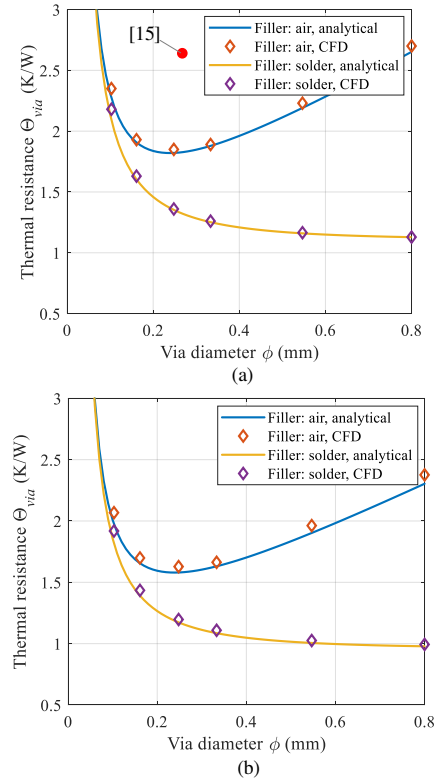 3
[15]
Filler: air, analytical
Filler: air, CFD
Filler: solder, analytical
Filler: solder, CFD
2.5
2
1.5
1
0.5
Thermal resistance Θvia (K/W)
0 0.2 0.4 0.6 0.8
Via diameter ϕ (mm)
(a)
3
Filler: air, analytical
Filler: air, CFD
Filler: solder, analytical
Filler: solder, CFD
2.5
2
1.5
1
0.5
Thermal resistance Θvia (K/W)
0 0.2 0.4 0.6 0.8
Via diameter ϕ (mm)
(b)